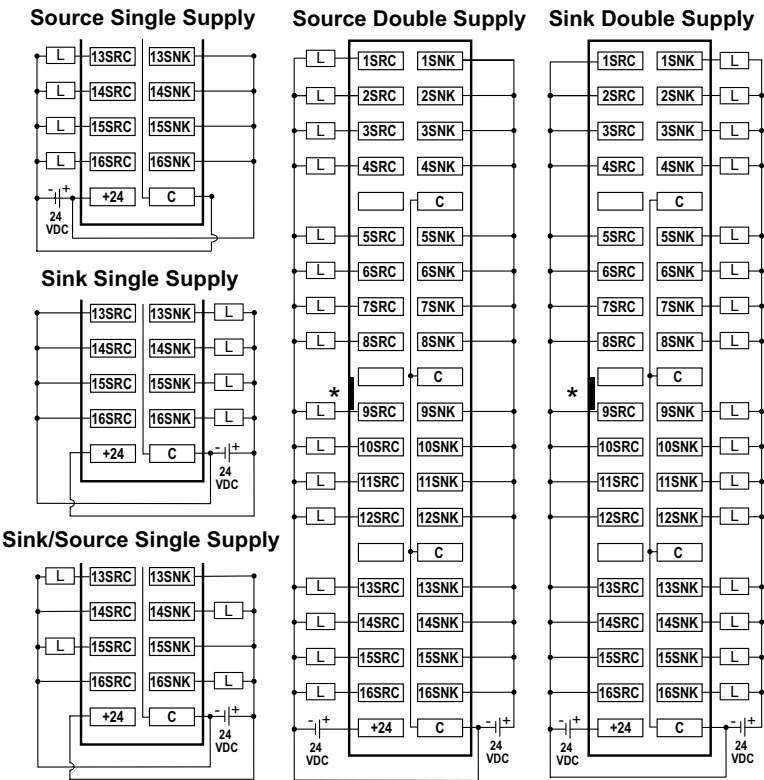 Source Single Supply
L 13SRC 13SNK
L 14SRC 14SNK
L 15SRC 15SNK
L 16SRC 16SNK
- + +24 C
24
VDC
Sink Single Supply
13SRC 13SNK L
14SRC 14SNK L
15SRC 15SNK L
16SRC 16SNK L
+24 C - +
24
VDC
Sink/Source Single Supply
L 13SRC 13SNK
14SRC 14SNK L
L 15SRC 15SNK
16SRC 16SNK L
+24 C - +
24
VDC
Source Double Supply
L 1SRC 1SNK
L 2SRC 2SNK
L 3SRC 3SNK
L 4SRC 4SNK
C
L 5SRC 5SNK
L 6SRC 6SNK
L 7SRC 7SNK
L 8SRC 8SNK
C
*
L 9SRC 9SNK
L 10SRC 10SNK
L 11SRC 11SNK
L 12SRC 12SNK
C
L 13SRC 13SNK
L 14SRC 14SNK
L 15SRC 15SNK
L 16SRC 16SNK
- + +24 C - +
24 24
VDC VDC
Sink Double Supply
1SRC 1SNK L
2SRC 2SNK L
3SRC 3SNK L
4SRC 4SNK L
C
5SRC 5SNK L
6SRC 6SNK L
7SRC 7SNK L
8SRC 8SNK L
C
*
9SRC 9SNK L
10SRC 10SNK L
11SRC 11SNK L
12SRC 12SNK L
C
13SRC 13SNK L
14SRC 14SNK L
15SRC 15SNK L
16SRC 16SNK L
- + +24 C - +
24 24
VDC VDC